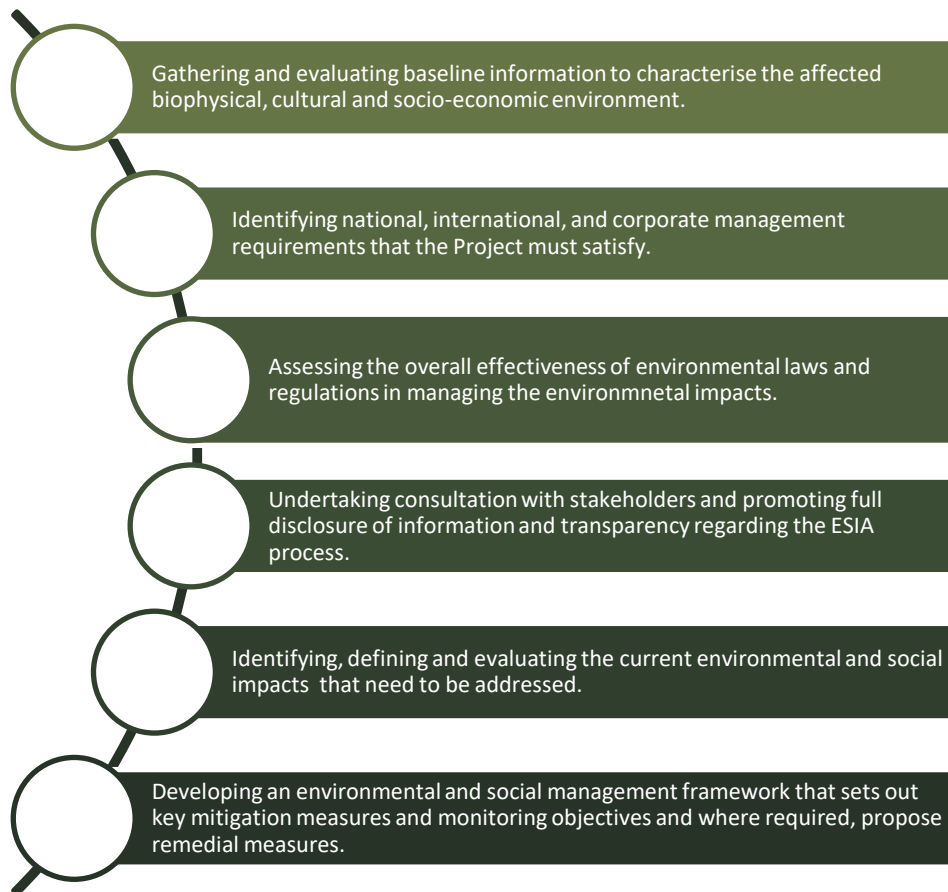 Gathering and evaluating baseline information to characterise the affected
biophysical, cultural and socio-economic environment.
Identifying national, international, and corporate management
requirements that the Project must satisfy.
Assessing the overall effectiveness of environmental laws and
regulations in managing the environmnetal impacts.
Undertaking consultation with stakeholders and promoting full
disclosure of information and transparency regarding the ESIA
process.
Identifying, defining and evaluating the current environmental and social
impacts  that need to be addressed.
Developing an environmental and social management framework that sets out
key mitigation measures and monitoring objectives and where required, propose
remedial measures.